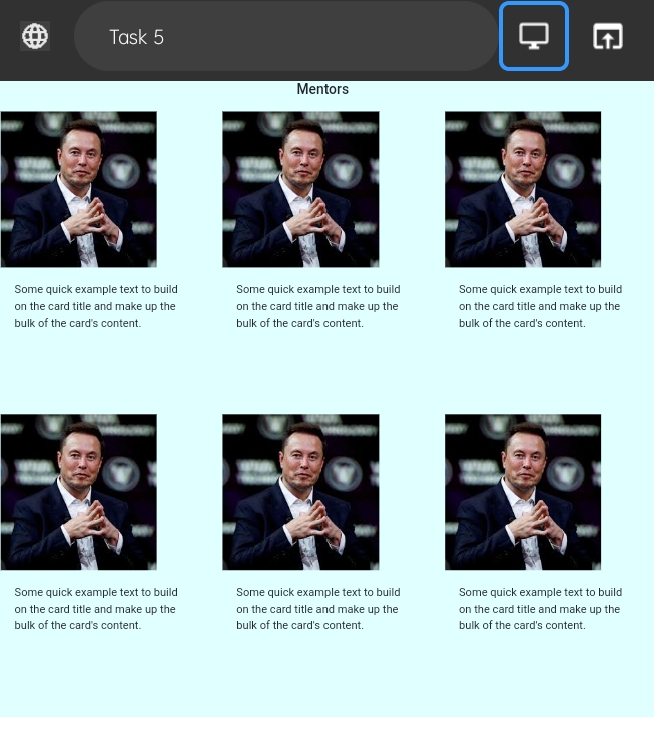 Task 5
Mentors
Some quick example text to build
on the card title and make up the
bulk of the card's content.
Some quick example text to build
on the card title and make up the
bulk of the card's content.
Some quick example text to build
on the card title and make up the
bulk of the card's content.
Some quick example text to build
on the card title and make up the
bulk of the card's content.
Some quick example text to build
on the card title and make up the
bulk of the card's content.
Some quick example text to build
on the card title and make up the
bulk of the card's content.